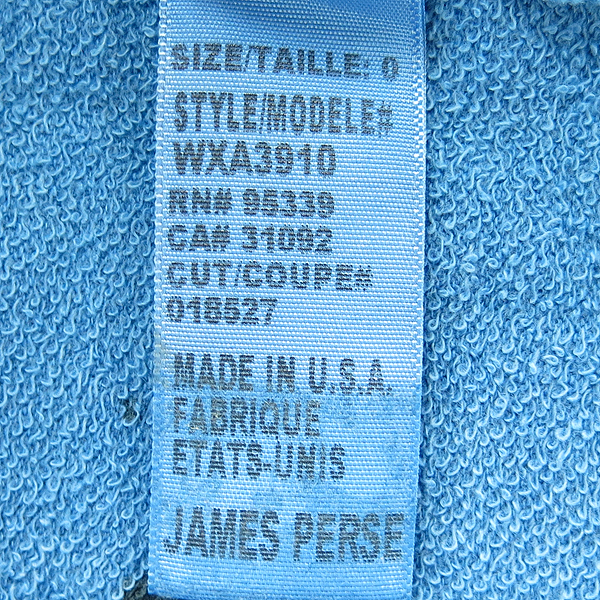 SIZE/TAILLE: 0
STYLE/MODELE#
WXA3910
RN# 95339
CA# 31092
CUT/COUPE#
018527
MADE IN U.S.A.
FABRIQUE
ETATS-UNIS
JAMES PERSE